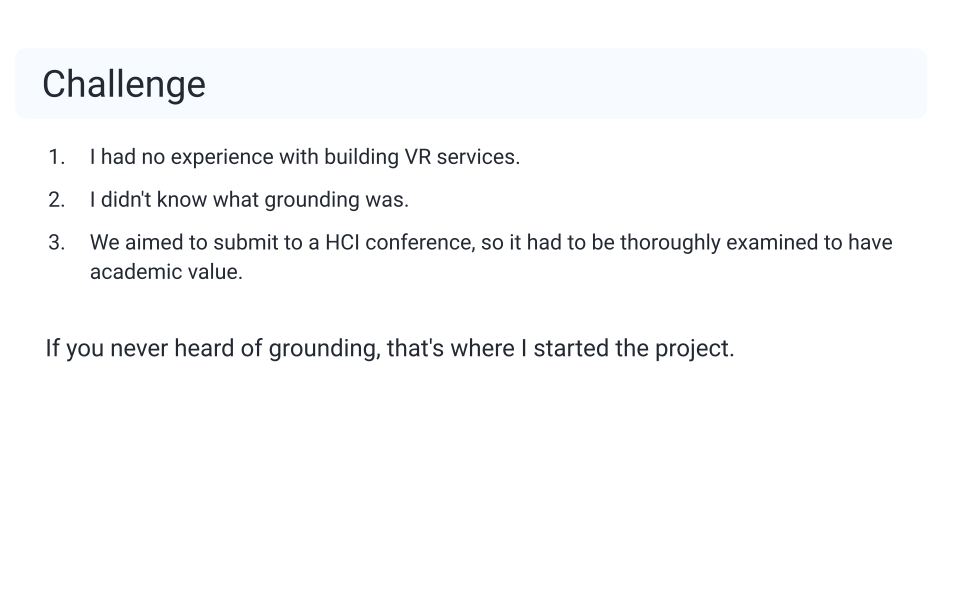 Challenge
1. I had no experience with building VR services.
2. I didn't know what grounding was.
3. We aimed to submit to a HCI conference, so it had to be thoroughly examined to have
academic value.
If you never heard of grounding, that's where I started the project.